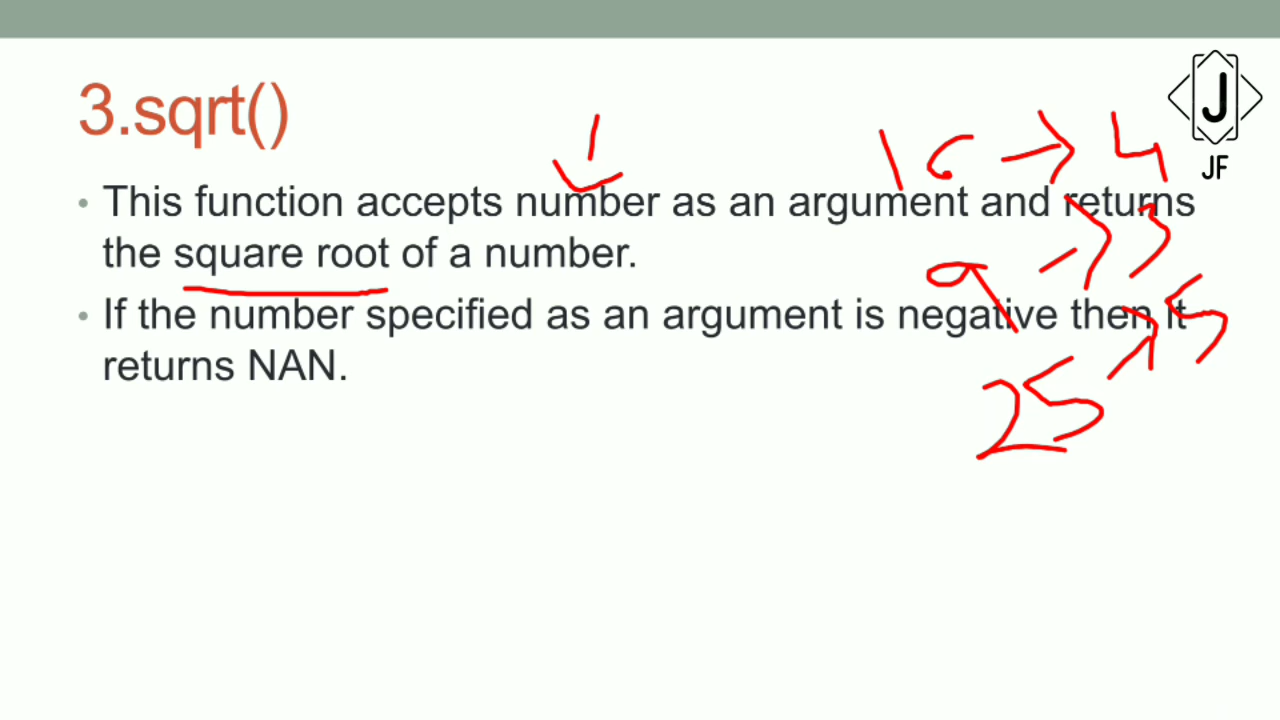 3.sqrt()
J
JF
16 → 4
• This function accepts number as an argument and returns
the square root of a number.
9 → 3
• If the number specified as an argument is negative then it
returns NAN.
25 → 5